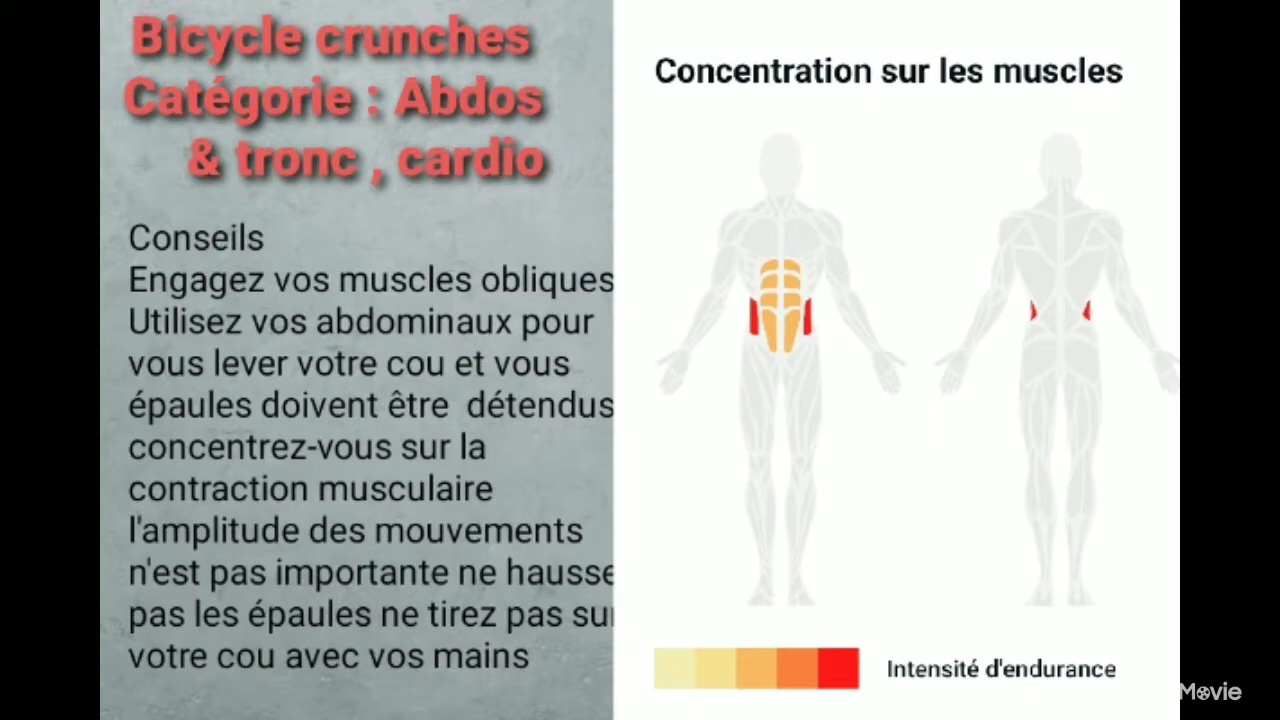 Bicycle crunches
Catégorie : Abdos
& tronc , cardio
Conseils
Engagez vos muscles obliques
Utilisez vos abdominaux pour
vous lever votre cou et vous
épaules doivent être  détendus
concentrez-vous sur la
contraction musculaire
l'amplitude des mouvements
n'est pas importante ne hausse
pas les épaules ne tirez pas su
votre cou avec vos mains
Concentration sur les muscles
Intensité d'endurance
Movie